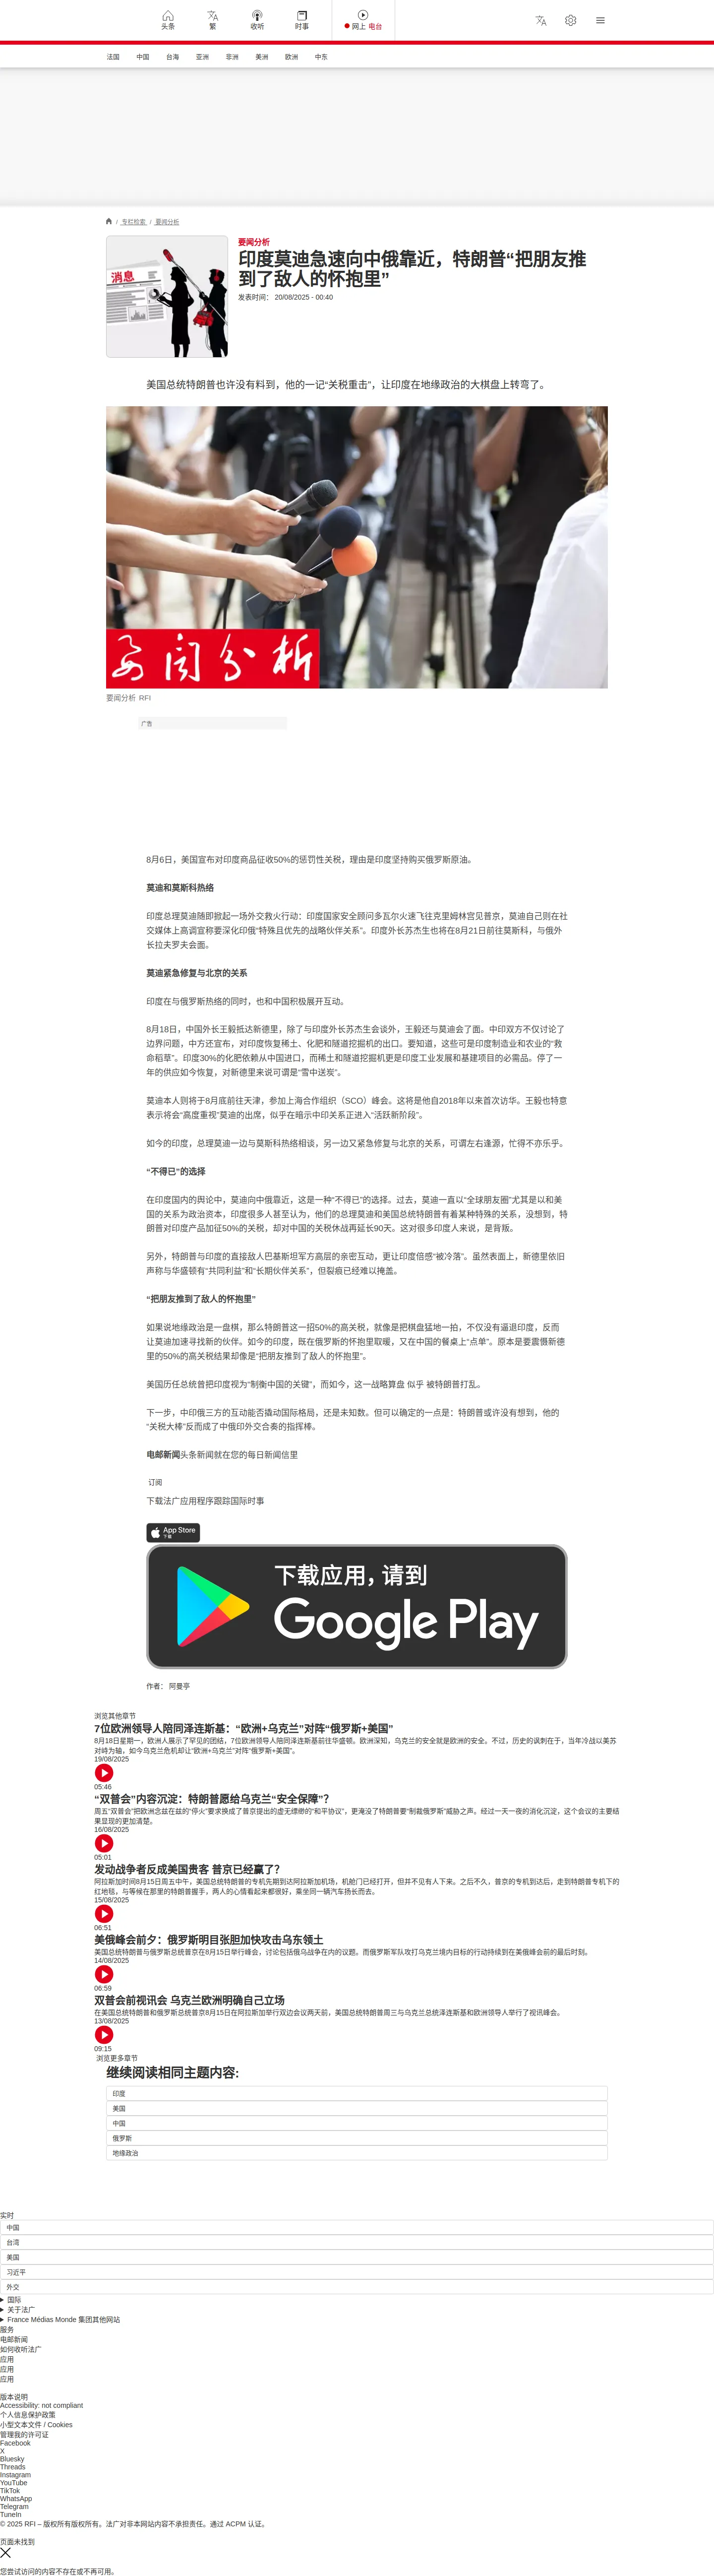 头条
繁
收听
时事
网上 电台
法国 中国 台海 亚洲 非洲 美洲 欧洲 中东
/ 专栏检索 / 要闻分析
消息
要闻分析
印度莫迪急速向中俄靠近，特朗普“把朋友推
到了敌人的怀抱里”
发表时间： 20/08/2025 - 00:40
美国总统特朗普也许没有料到，他的一记“关税重击”，让印度在地缘政治的大棋盘上转弯了。
要闻分析
要闻分析 RFI
广告
8月6日，美国宣布对印度商品征收50%的惩罚性关税，理由是印度坚持购买俄罗斯原油。
莫迪和莫斯科热络
印度总理莫迪随即掀起一场外交救火行动：印度国家安全顾问多瓦尔火速飞往克里姆林宫见普京，莫迪自己则在社
交媒体上高调宣称要深化印俄“特殊且优先的战略伙伴关系”。印度外长苏杰生也将在8月21日前往莫斯科，与俄外
长拉夫罗夫会面。
莫迪紧急修复与北京的关系
印度在与俄罗斯热络的同时，也和中国积极展开互动。
8月18日，中国外长王毅抵达新德里，除了与印度外长苏杰生会谈外，王毅还与莫迪会了面。中印双方不仅讨论了
边界问题，中方还宣布，对印度恢复稀土、化肥和隧道挖掘机的出口。要知道，这些可是印度制造业和农业的“救
命稻草”。印度30%的化肥依赖从中国进口，而稀土和隧道挖掘机更是印度工业发展和基建项目的必需品。停了一
年的供应如今恢复，对新德里来说可谓是“雪中送炭”。
莫迪本人则将于8月底前往天津，参加上海合作组织（SCO）峰会。这将是他自2018年以来首次访华。王毅也特意
表示将会“高度重视”莫迪的出席，似乎在暗示中印关系正进入“活跃新阶段”。
如今的印度，总理莫迪一边与莫斯科热络相谈，另一边又紧急修复与北京的关系，可谓左右逢源，忙得不亦乐乎。
“不得已”的选择
在印度国内的舆论中，莫迪向中俄靠近，这是一种“不得已”的选择。过去，莫迪一直以“全球朋友圈”尤其是以和美
国的关系为政治资本，印度很多人甚至认为，他们的总理莫迪和美国总统特朗普有着某种特殊的关系，没想到，特
朗普对印度产品加征50%的关税，却对中国的关税休战再延长90天。这对很多印度人来说，是背叛。
另外，特朗普与印度的直接敌人巴基斯坦军方高层的亲密互动，更让印度倍感“被冷落”。虽然表面上，新德里依旧
声称与华盛顿有“共同利益”和“长期伙伴关系”，但裂痕已经难以掩盖。
“把朋友推到了敌人的怀抱里”
如果说地缘政治是一盘棋，那么特朗普这一招50%的高关税，就像是把棋盘猛地一拍，不仅没有逼退印度，反而
让莫迪加速寻找新的伙伴。如今的印度，既在俄罗斯的怀抱里取暖，又在中国的餐桌上“点单”。原本是要震慑新德
里的50%的高关税结果却像是“把朋友推到了敌人的怀抱里”。
美国历任总统曾把印度视为“制衡中国的关键”，而如今，这一战略算盘 似乎 被特朗普打乱。
下一步，中印俄三方的互动能否撬动国际格局，还是未知数。但可以确定的一点是：特朗普或许没有想到，他的
“关税大棒”反而成了中俄印外交合奏的指挥棒。
电邮新闻头条新闻就在您的每日新闻信里
订阅
下载法广应用程序跟踪国际时事
App Store
下载
下载应用，请到
Google Play
作者： 阿曼亭
浏览其他章节
7位欧洲领导人陪同泽连斯基：“欧洲+乌克兰”对阵“俄罗斯+美国”
8月18日星期一，欧洲人展示了罕见的团结，7位欧洲领导人陪同泽连斯基前往华盛顿。欧洲深知，乌克兰的安全就是欧洲的安全。不过，历史的讽刺在于，当年冷战以美苏
对峙为轴，如今乌克兰危机却让“欧洲+乌克兰”对阵“俄罗斯+美国”。
19/08/2025
05:46
“双普会”内容沉淀：特朗普愿给乌克兰“安全保障”？
周五“双普会”把欧洲念兹在兹的“停火”要求换成了普京提出的虚无缥缈的“和平协议”，更淹没了特朗普要“制裁俄罗斯”威胁之声。经过一天一夜的消化沉淀，这个会议的主要结
果显现的更加清楚。
16/08/2025
05:01
发动战争者反成美国贵客 普京已经赢了？
阿拉斯加时间8月15日周五中午，美国总统特朗普的专机先期到达阿拉斯加机场，机舱门已经打开，但并不见有人下来。之后不久，普京的专机到达后，走到特朗普专机下的
红地毯，与等候在那里的特朗普握手，两人的心情看起来都很好，乘坐同一辆汽车扬长而去。
15/08/2025
06:51
美俄峰会前夕：俄罗斯明目张胆加快攻击乌东领土
美国总统特朗普与俄罗斯总统普京在8月15日举行峰会，讨论包括俄乌战争在内的议题。而俄罗斯军队攻打乌克兰境内目标的行动持续到在美俄峰会前的最后时刻。
14/08/2025
06:59
双普会前视讯会 乌克兰欧洲明确自己立场
在美国总统特朗普和俄罗斯总统普京8月15日在阿拉斯加举行双边会议两天前，美国总统特朗普周三与乌克兰总统泽连斯基和欧洲领导人举行了视讯峰会。
13/08/2025
09:15
浏览更多章节
继续阅读相同主题内容:
印度
美国
中国
俄罗斯
地缘政治
实时
中国
台湾
美国
习近平
外交
国际
关于法广
France Médias Monde 集团其他网站
服务
电邮新闻
如何收听法广
应用
应用
应用
版本说明
Accessibility: not compliant
个人信息保护政策
小型文本文件 / Cookies
管理我的许可证
Facebook
X
Bluesky
Threads
Instagram
YouTube
TikTok
WhatsApp
Telegram
TuneIn
© 2025 RFI – 版权所有版权所有。法广对非本网站内容不承担责任。通过 ACPM 认证。
页面未找到
您尝试访问的内容不存在或不再可用。